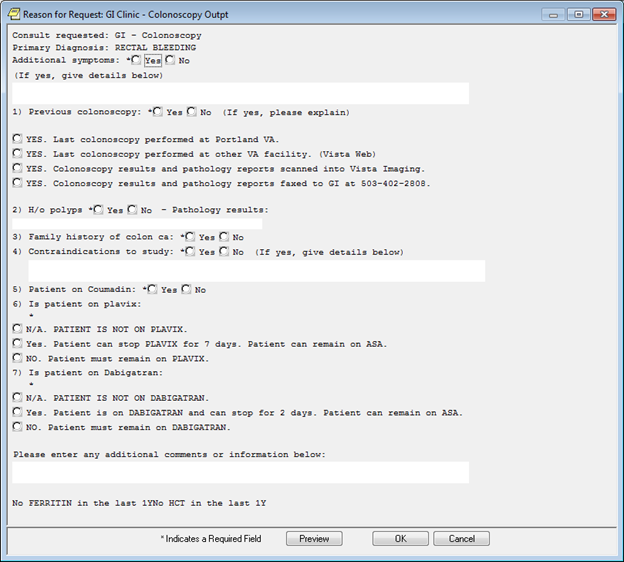 Reason for Request: GI Clinic - Colonoscopy Outpt
Consult requested: GI - Colonoscopy
Primary Diagnosis: RECTAL BLEEDING
Additional symptoms: * Yes No
(If yes, give details below)
1) Previous colonoscopy: * Yes No (If yes, please explain)
YES. Last colonoscopy performed at Portland VA.
YES. Last colonoscopy performed at other VA facility. (Vista Web)
YES. Colonoscopy results and pathology reports scanned into Vista Imaging.
YES. Colonoscopy results and pathology reports faxed to GI at 503-402-2808.
2) H/o polyps * Yes No - Pathology results:
3) Family history of colon ca: * Yes No
4) Contraindications to study: * Yes No (If yes, give details below)
5) Patient on Coumadin: * Yes No
6) Is patient on plavix:
*
N/A. PATIENT IS NOT ON PLAVIX.
Yes. Patient can stop PLAVIX for 7 days. Patient can remain on ASA.
NO. Patient must remain on PLAVIX.
7) Is patient on Dabigatran:
*
N/A. PATIENT IS NOT ON DABIGATRAN.
Yes. Patient is on DABIGATRAN and can stop for 2 days. Patient can remain on ASA.
NO. Patient must remain on DABIGATRAN.
Please enter any additional comments or information below:
No FERRITIN in the last 1YNo HCT in the last 1Y
* Indicates a Required Field Preview OK Cancel